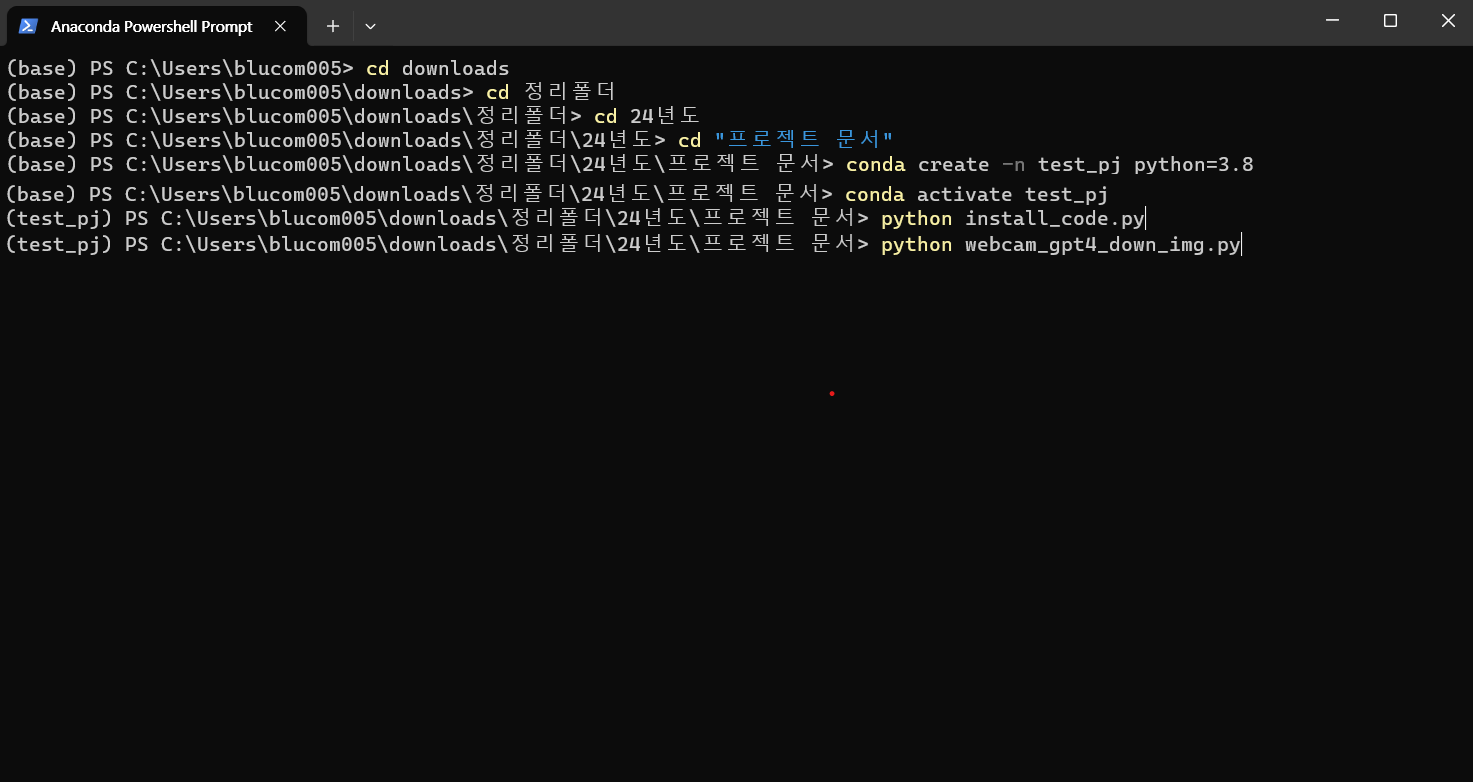 Anaconda Powershell Prompt
(base) PS C:\Users\blucom005> cd downloads
(base) PS C:\Users\blucom005\downloads> cd 정리폴더
(base) PS C:\Users\blucom005\downloads\정리폴더> cd 24년도
(base) PS C:\Users\blucom005\downloads\정리폴더\24년도> cd "프로젝트 문서"
(base) PS C:\Users\blucom005\downloads\정리폴더\24년도\프로젝트 문서> conda create -n test_pj python=3.8
(base) PS C:\Users\blucom005\downloads\정리폴더\24년도\프로젝트 문서> conda activate test_pj
(test_pj) PS C:\Users\blucom005\downloads\정리폴더\24년도\프로젝트 문서> python install_code.py
(test_pj) PS C:\Users\blucom005\downloads\정리폴더\24년도\프로젝트 문서> python webcam_gpt4_down_img.py